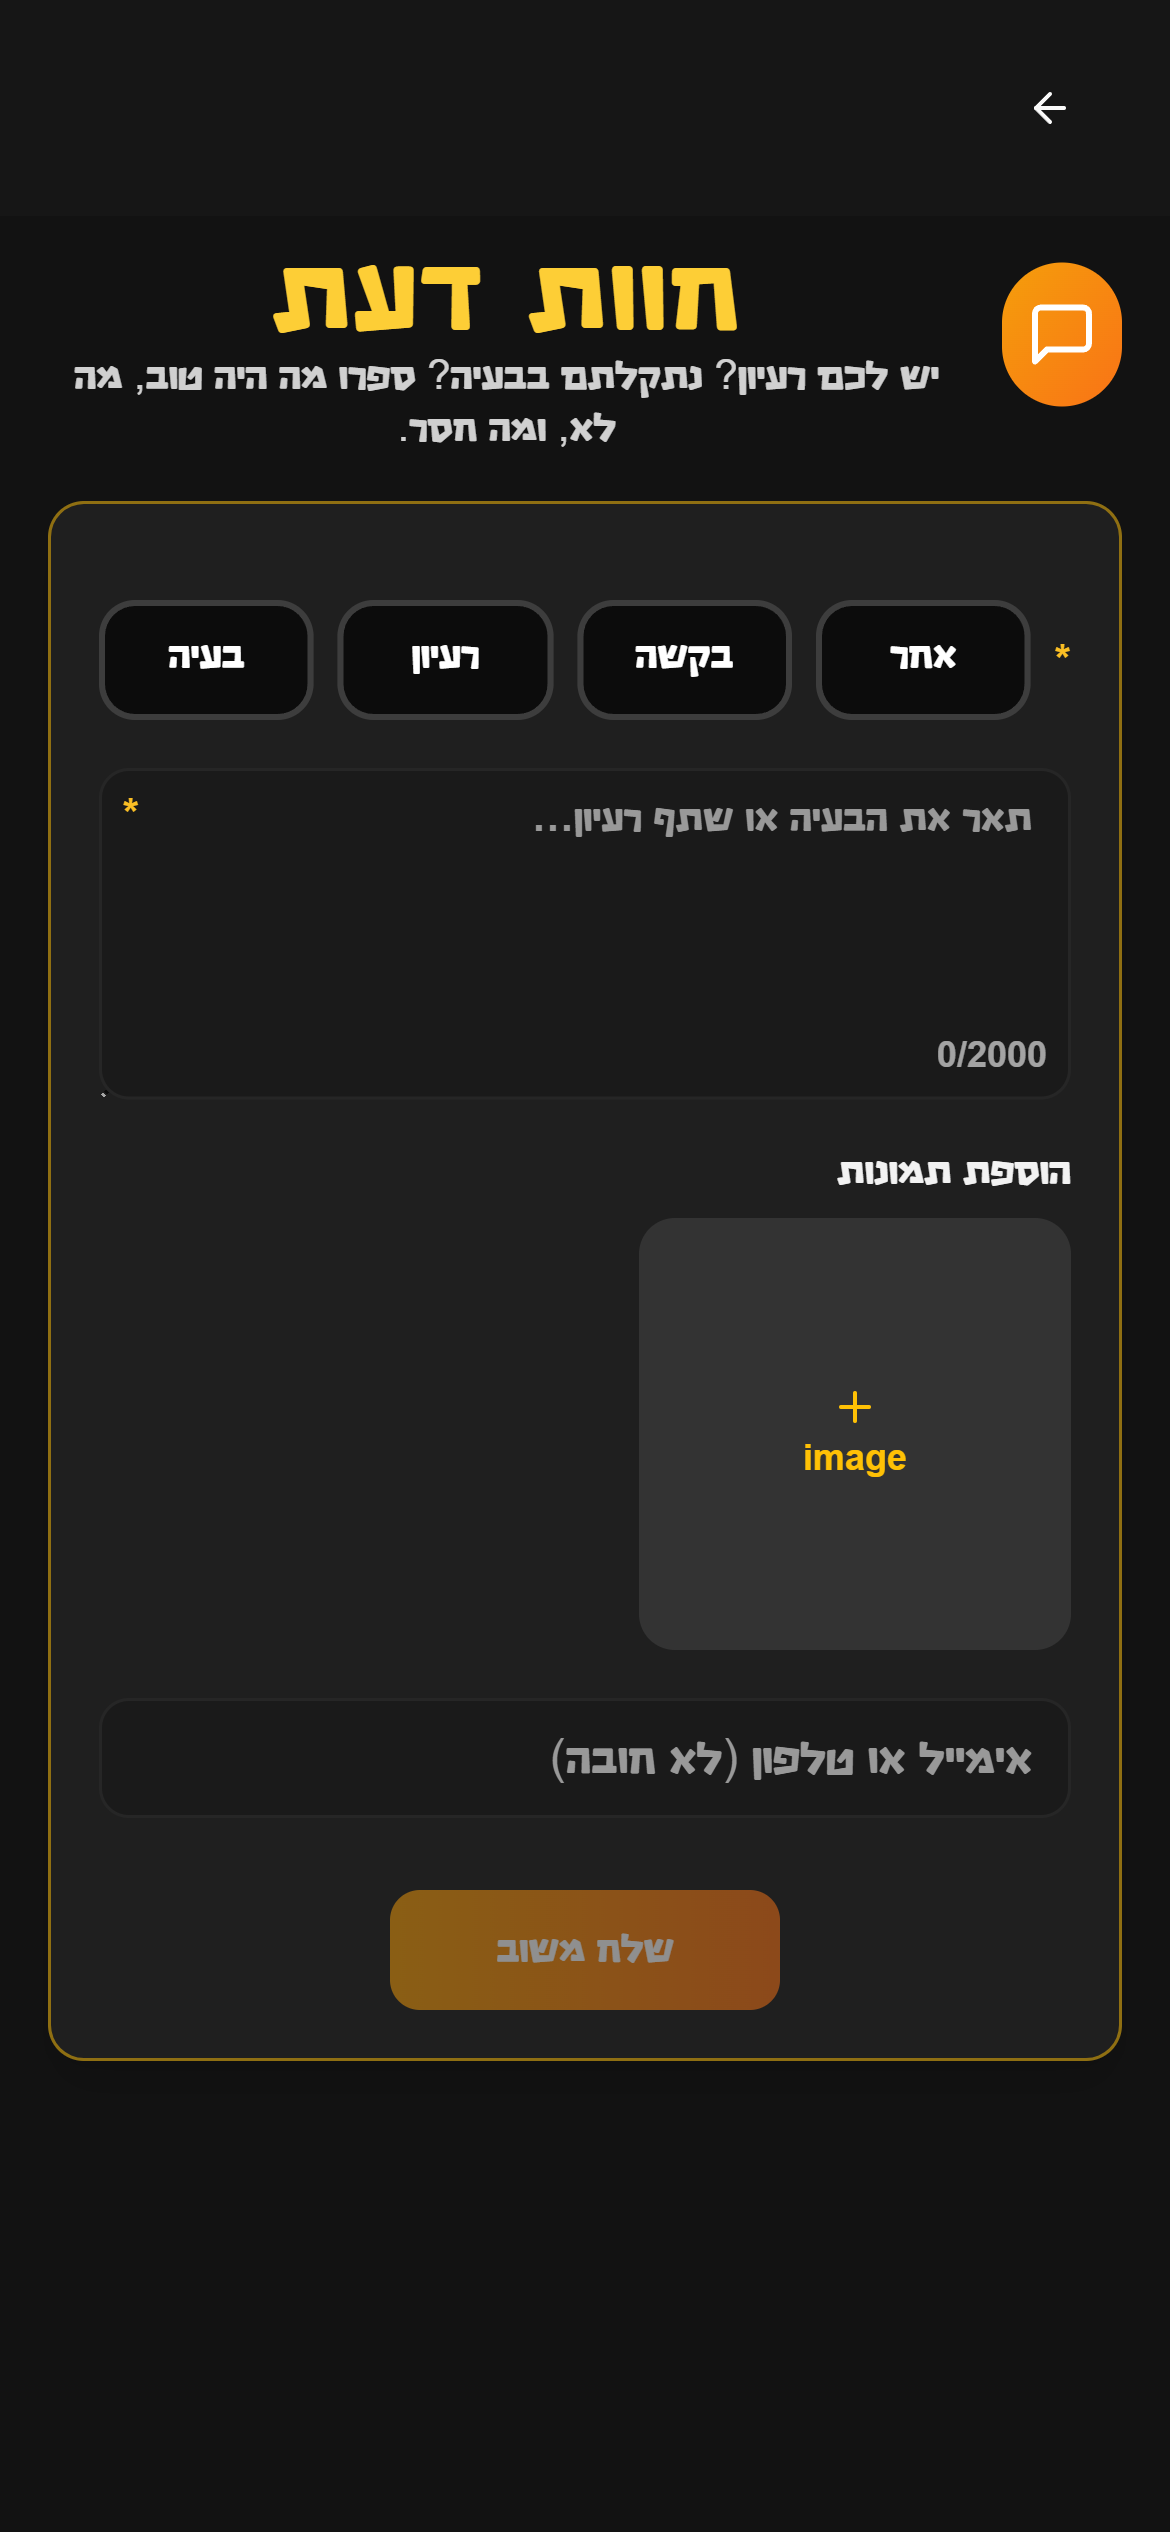 חוות דעת
יש לכם רעיון? נתקלתם בבעיה? ספרו מה היה טוב, מה
לא, ומה חסר.
* אחר בקשה רעיון בעיה
תאר את הבעיה או שתף רעיון... *
0/2000
הוספת תמונות
+
image
אימייל או טלפון (לא חובה)
שלח משוב